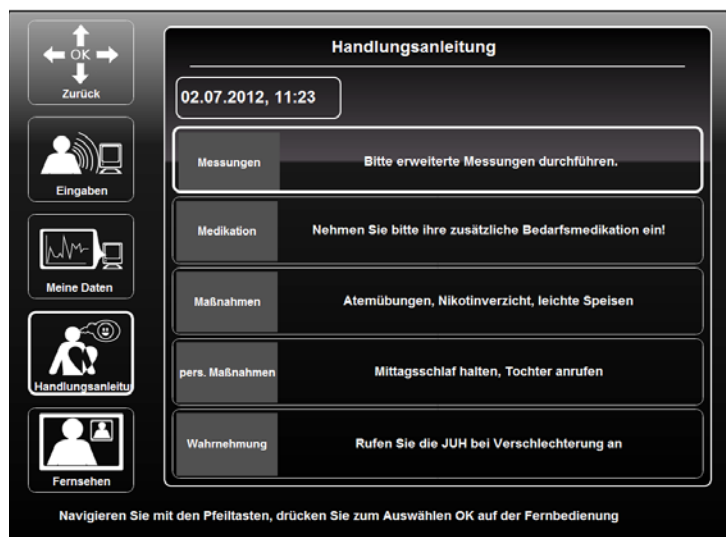 OK
Zurück
Eingaben
Meine Daten
Handlungsanleitu
Fernsehen
Handlungsanleitung
02.07.2012, 11:23
Messungen Bitte erweiterte Messungen durchführen.
Medikation Nehmen Sie bitte ihre zusätzliche Bedarfsmedikation ein!
Maßnahmen Atemübungen, Nikotinverzicht, leichte Speisen
pers. Maßnahmen Mittagsschlaf halten, Tochter anrufen
Wahrnehmung Rufen Sie die JUH bei Verschlechterung an
Navigieren Sie mit den Pfeiltasten, drücken Sie zum Auswählen OK auf der Fernbedienung